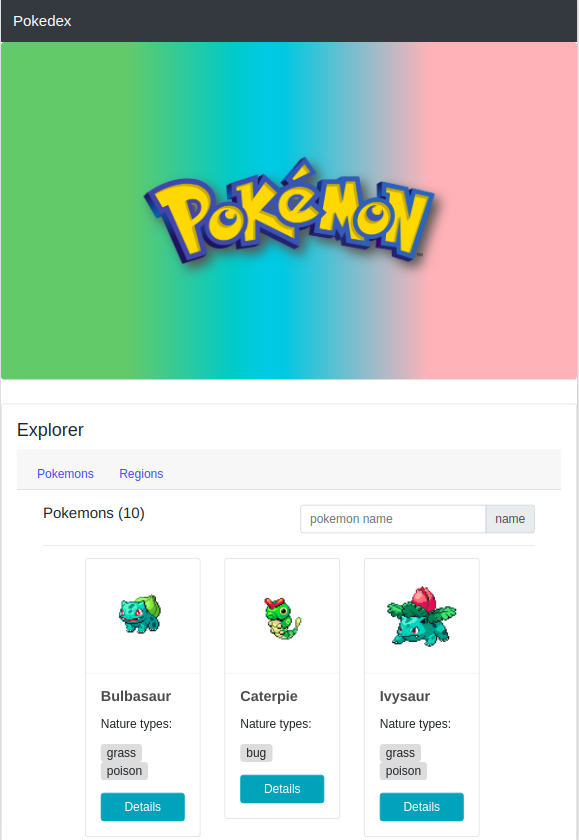 Pokedex
POKéMON
Explorer
Pokemons Regions
Pokemons (10)
pokemon name name
Bulbasaur
Nature types:
grass
poison
Details
Caterpie
Nature types:
bug
Details
Ivysaur
Nature types:
grass
poison
Details